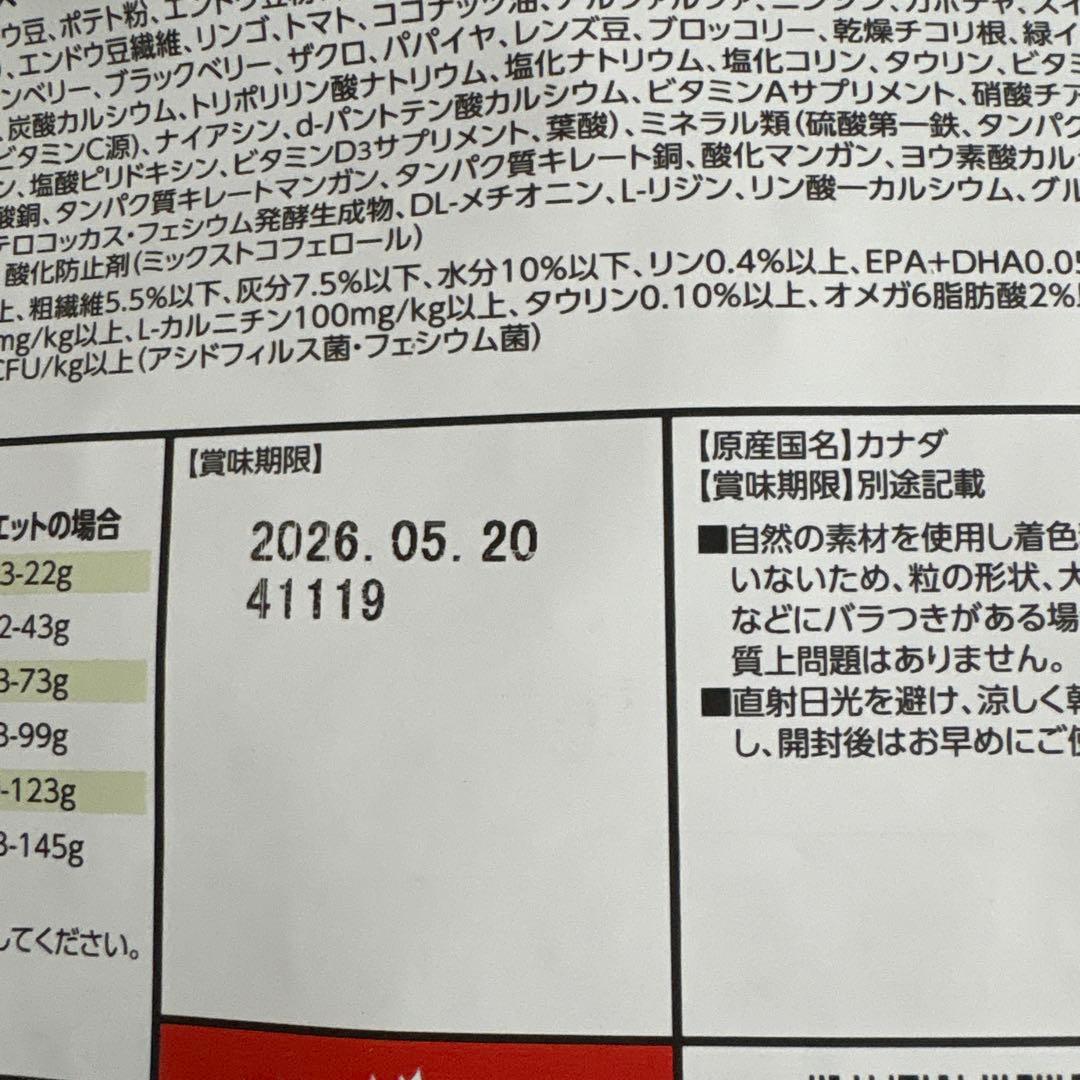 ウ豆、ポテト粉、エンドウ豆粉
、エンドウ豆繊維、リンゴ、トマト、ココナッツ油、アルファルファ、ニンジン、カボチャ、スイ
ンベリー、ブラックベリー、ザクロ、パパイヤ、レンズ豆、ブロッコリー、乾燥チコリ根、緑イ
、炭酸カルシウム、トリポリリン酸ナトリウム、塩化ナトリウム、塩化コリン、タウリン、ビタミ
ビタミンC源)、ナイアシン、d-パントテン酸カルシウム、ビタミンAサプリメント、硝酸チア
ン、塩酸ピリドキシン、ビタミンD3サプリメント、葉酸)、ミネラル類(硫酸第一鉄、タンパク
酸銅、タンパク質キレートマンガン、タンパク質キレート銅、酸化マンガン、ヨウ素酸カル
テロコッカス・フェシウム発酵生成物、DL-メチオニン、L-リジン、リン酸一カルシウム、グル
、酸化防止剤(ミックストコフェロール)
上、粗繊維5.5%以下、灰分7.5%以下、水分10%以下、リン0.4%以上、EPA+DHA0.05
mg/kg以上、L-カルニチン100mg/kg以上、タウリン0.10%以上、オメガ6脂肪酸2%
CFU/kg以上(アシドフィルス菌・フェシウム菌)
エットの場合
3-22g
2-43g
3-73g
3-99g
-123g
3-145g
してください。
【賞味期限】
2026.05.20
41119
【原産国名】カナダ
【賞味期限】別途記載
■自然の素材を使用し着色
いないため、粒の形状、大
などにバラつきがある場
質上問題はありません。
■直射日光を避け、涼しく乾
し、開封後はお早めにご使